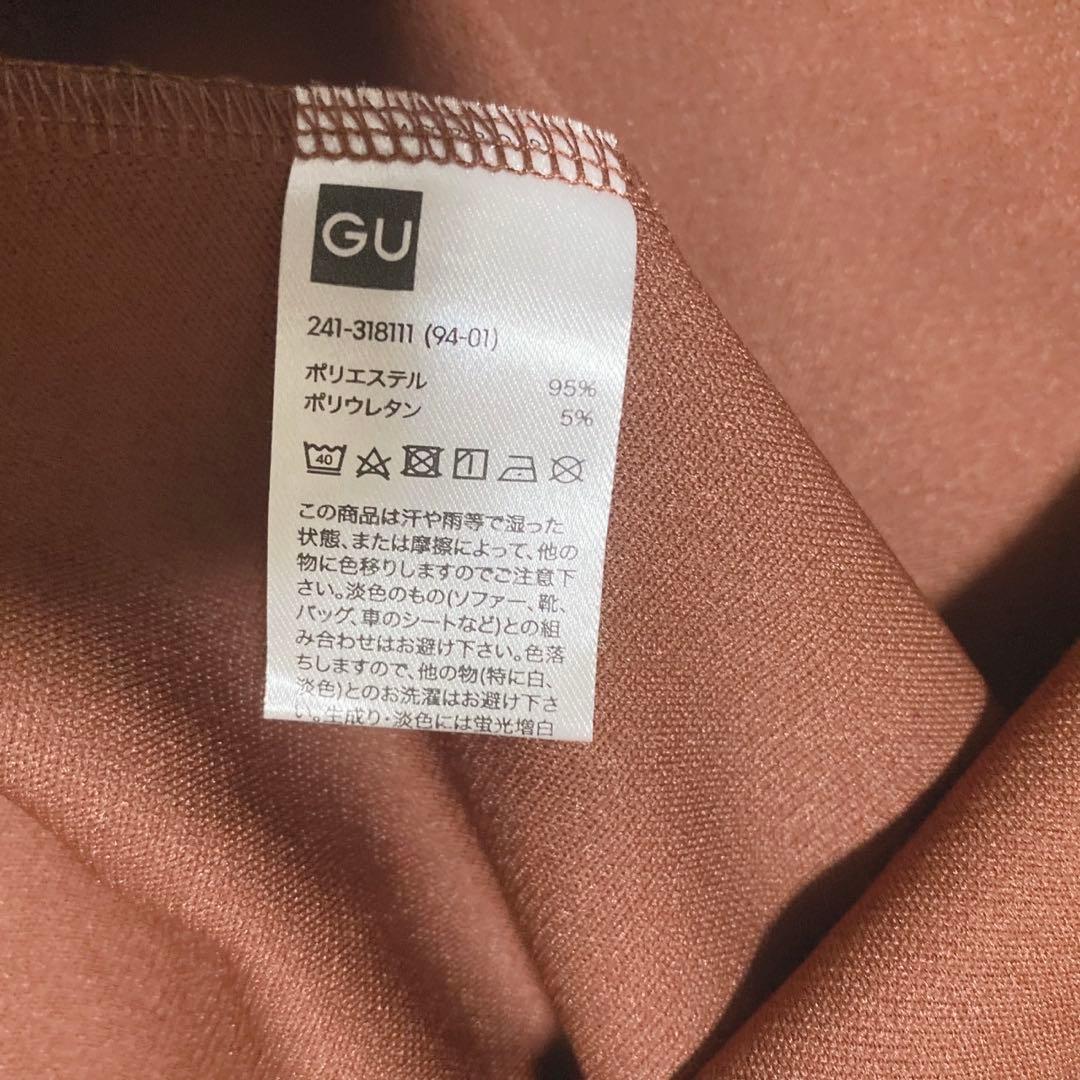 GU
241-318111 (94-01)
ポリエステル 95%
ポリウレタン 5%
40
この商品は汗や雨等で湿った
状態、または摩擦によって、他の
物に色移りしますのでご注意下
さい。淡色のもの(ソファー、靴、
バッグ、車のシートなど)との組
み合わせはお避け下さい。色落
ちしますので、他の物(特に白、
淡色)とのお洗濯はお避け下さ
い。生成り・淡色には蛍光増白